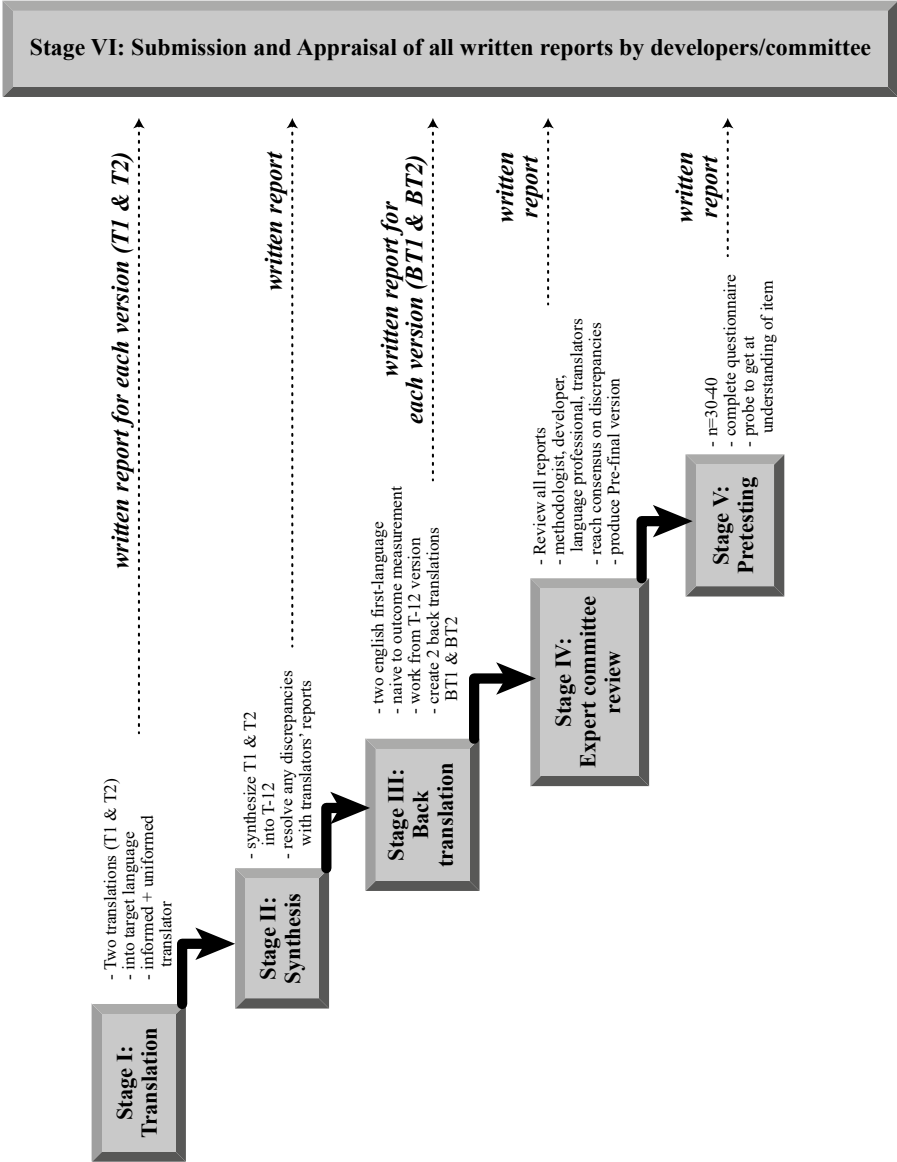 Stage VI: Submission and Appraisal of all written reports by developers/committee
Stage I:
Translation
- Two translations (T1 & T2)
- into target language
- informed + uniformed
translator
written report for each version (T1 & T2)
Stage II:
Synthesis
- synthesize T1 & T2
into T-12
- resolve any discrepancies
with translators’ reports
written report
Stage III:
Back
translation
- two english first-language
- naive to outcome measurement
- work from T-12 version
- create 2 back translations
BT1 & BT2
written report for
each version (BT1 & BT2)
Stage IV:
Expert committee
review
- Review all reports
- methodologist, developer,
language professional, translators
- reach consensus on discrepancies
- produce Pre-final version
written
report
Stage V:
Pretesting
- n=30-40
- complete questionnaire
- probe to get at
understanding of item
written
report